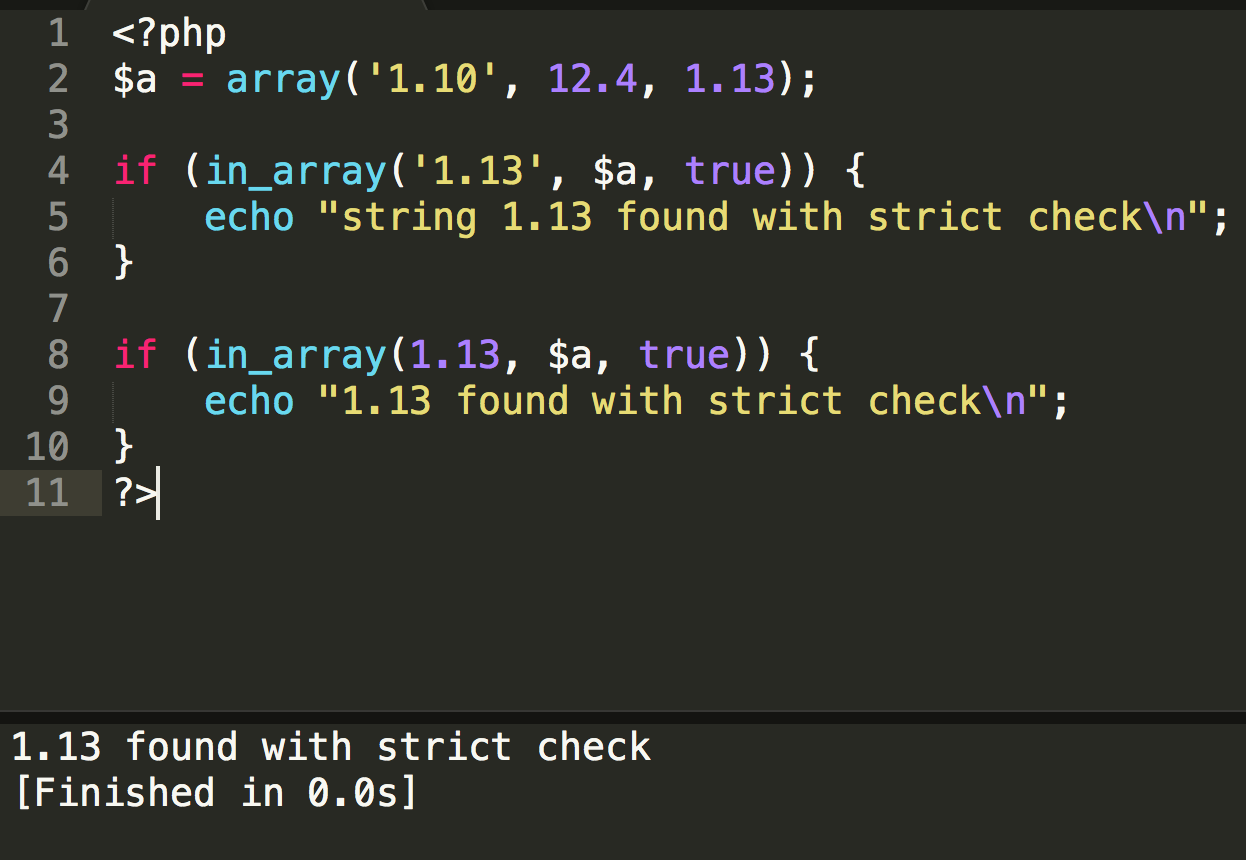 1 <?php
2 $a = array('1.10', 12.4, 1.13);
3
4 if (in_array('1.13', $a, true)) {
5     echo "string 1.13 found with strict check\n";
6 }
7
8 if (in_array(1.13, $a, true)) {
9     echo "1.13 found with strict check\n";
10 }
11 ?>
1.13 found with strict check
[Finished in 0.0s]